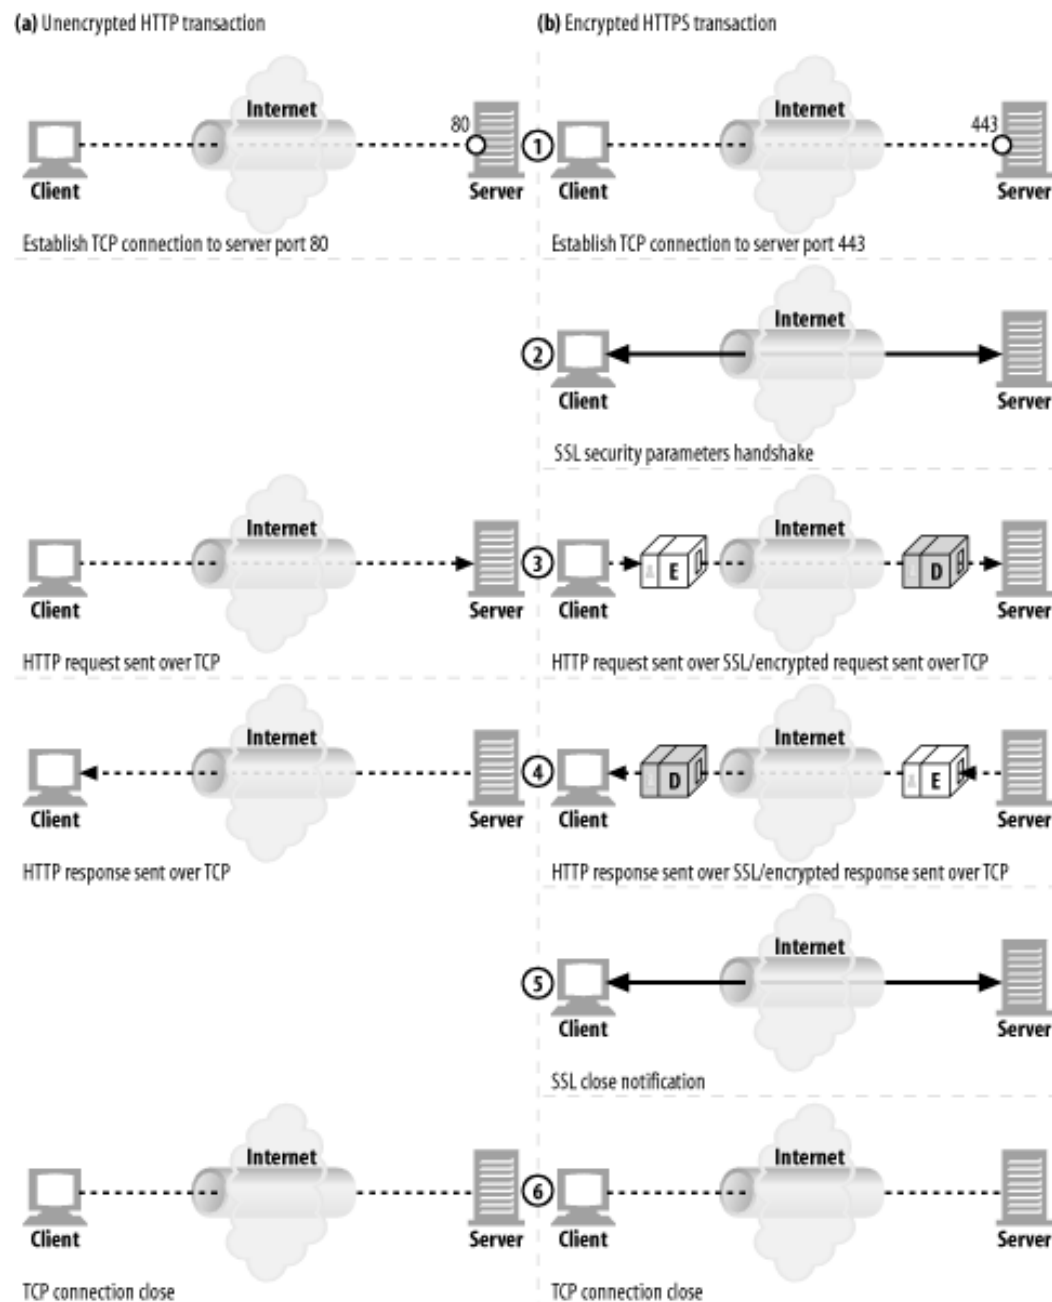 (a) Unencrypted HTTP transaction
(b) Encrypted HTTPS transaction
Internet
80
Client
Server
Establish TCP connection to server port 80
1
Internet
443
Client
Server
Establish TCP connection to server port 443
2
Internet
Client
Server
SSL security parameters handshake
Internet
Client
Server
HTTP request sent over TCP
3
Internet
E
D
Client
Server
HTTP request sent over SSL/encrypted request sent over TCP
Internet
Client
Server
HTTP response sent over TCP
4
Internet
D
E
Client
Server
HTTP response sent over SSL/encrypted response sent over TCP
5
Internet
Client
Server
SSL close notification
Internet
Client
Server
TCP connection close
6
Internet
Client
Server
TCP connection close